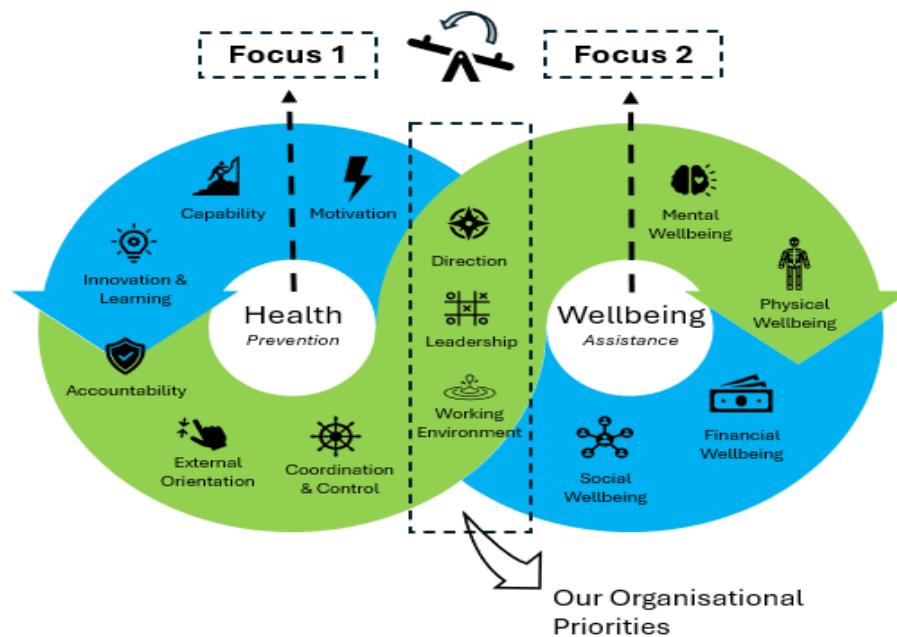 Focus 1
Focus 2
Capability
Motivation
Innovation &
Learning
Health
Prevention
Accountability
External
Orientation
Coordination
& Control
Direction
Leadership
Working
Environment
Mental
Wellbeing
Physical
Wellbeing
Wellbeing
Assistance
Financial
Wellbeing
Social
Wellbeing
Our Organisational
Priorities